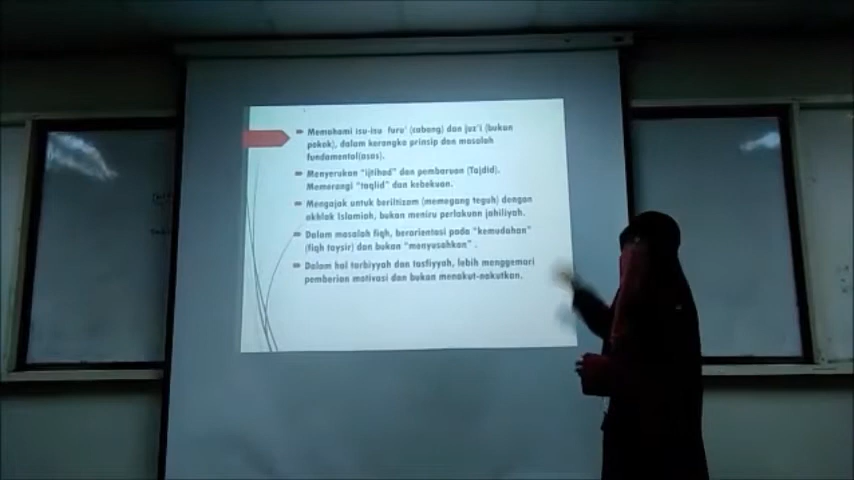 Memahami isu-isu furu' (cabang) dan juz'i (bukan
pokok), dalam kerangka prinsip dan masalah
fundamental(asas).
Menyerukan "ijtihad" dan pembaruan (Tajdid).
Memerangi "taqlid" dan kebekuan.
Mengajak untuk beriltizam (memegang teguh) dengan
akhlak Islamiah, bukan meniru perlakuan jahiliyah.
Dalam masalah fiqh, berorientasi pada "kemudahan"
(fiqh taysir) dan bukan "menyusahkan" .
Dalam hal tarbiyyah dan tasfiyyah, lebih menggemari
pemberian motivasi dan bukan menakut-nakutkan.